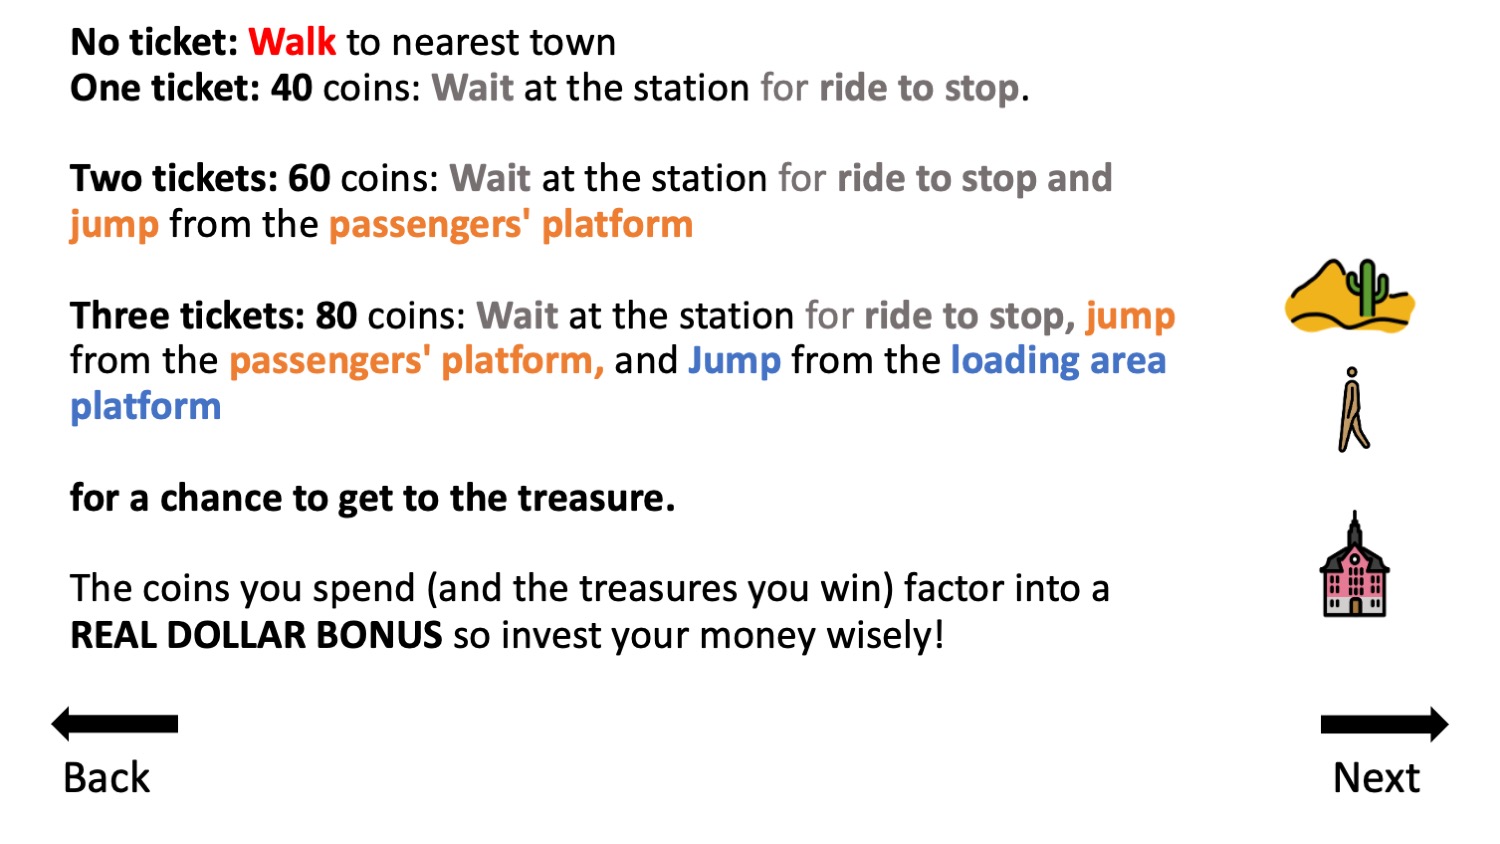 No ticket: Walk to nearest town
One ticket: 40 coins: Wait at the station for ride to stop.
Two tickets: 60 coins: Wait at the station for ride to stop and
jump from the passengers' platform
Three tickets: 80 coins: Wait at the station for ride to stop, jump
from the passengers' platform, and Jump from the loading area
platform
for a chance to get to the treasure.
The coins you spend (and the treasures you win) factor into a
REAL DOLLAR BONUS so invest your money wisely!
Back
Next